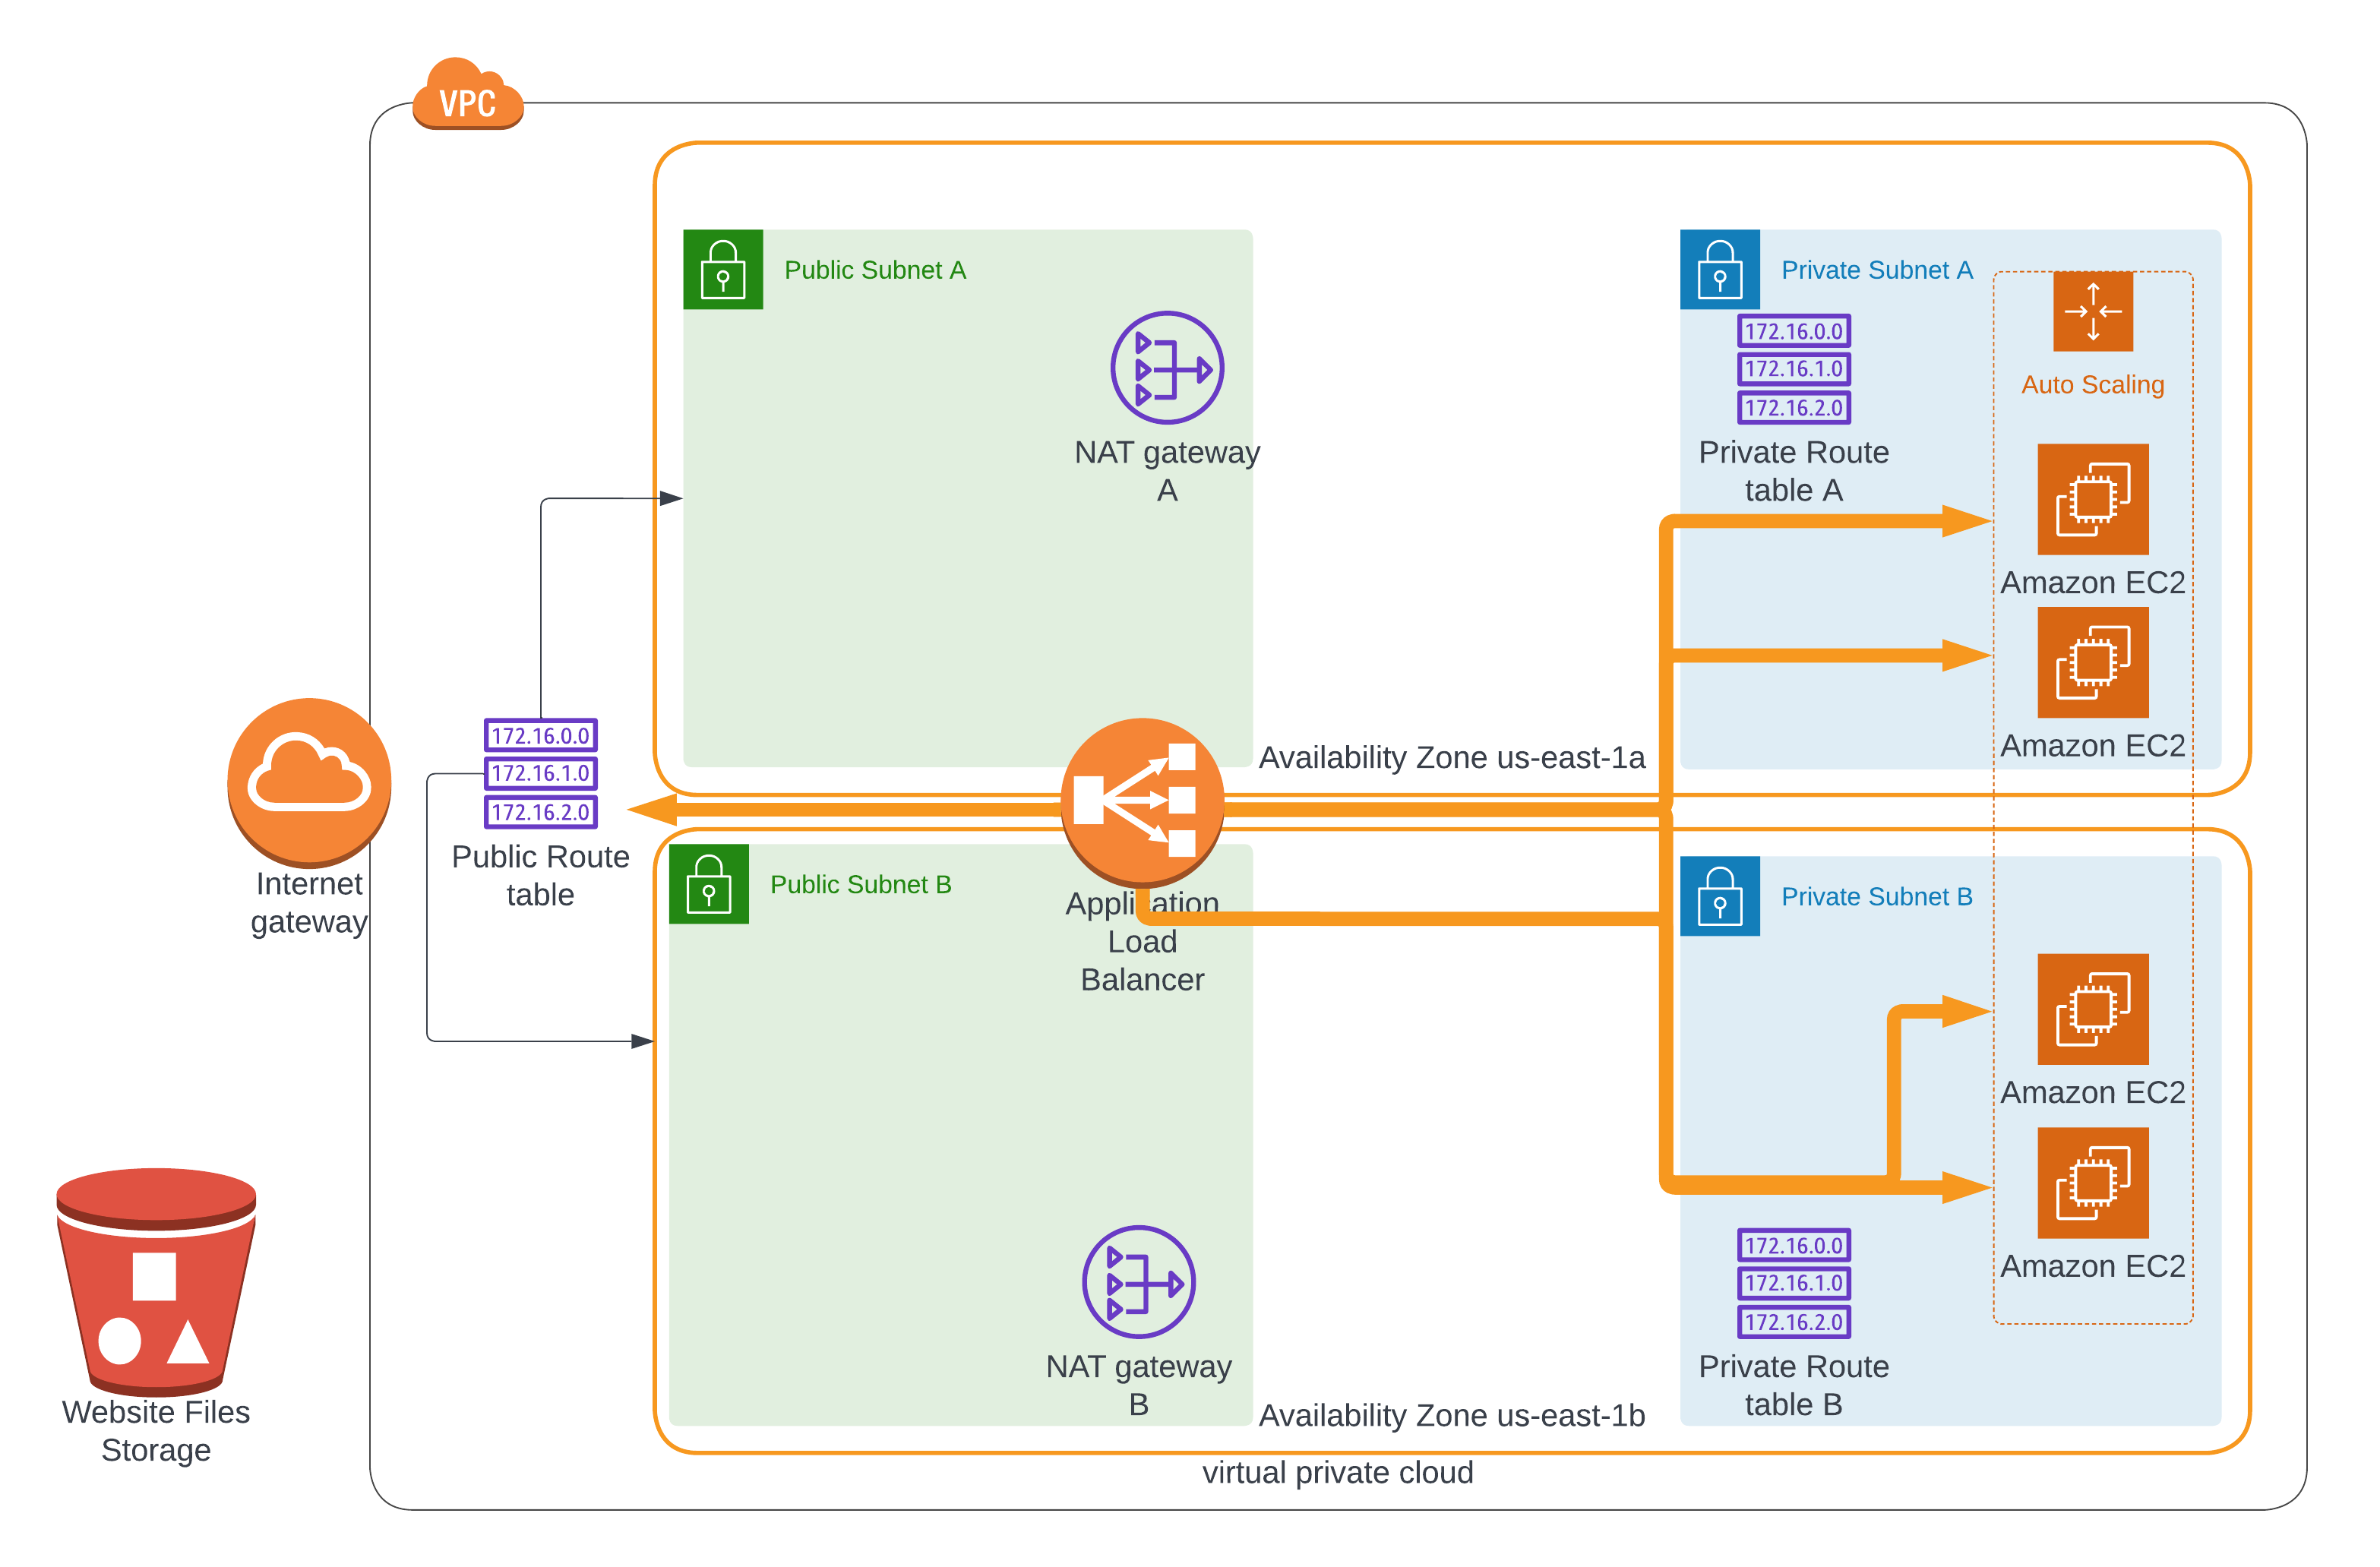 VPC
Public Subnet A
NAT gateway
A
Private Subnet A
172.16.0.0
172.16.1.0
172.16.2.0
Private Route
table A
Auto Scaling
Amazon EC2
Amazon EC2
Availability Zone us-east-1a
Internet
gateway
172.16.0.0
172.16.1.0
172.16.2.0
Public Route
table
Public Subnet B
Application
Load
Balancer
Private Subnet B
Amazon EC2
Amazon EC2
NAT gateway
B
172.16.0.0
172.16.1.0
172.16.2.0
Private Route
table B
Availability Zone us-east-1b
Website Files
Storage
virtual private cloud